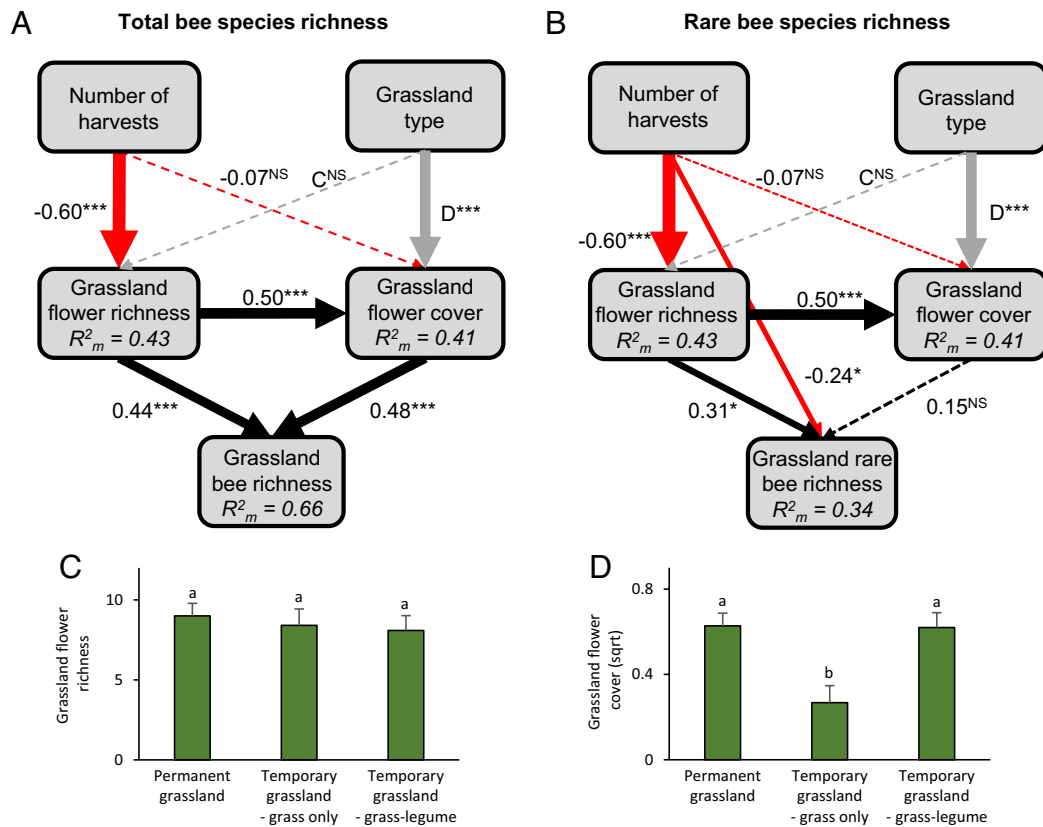 A
Total bee species richness
Number of
harvests
Grassland
type
-0.07NS
CNS
-0.60***
D***
Grassland
flower richness
R2m = 0.43
0.50***
Grassland
flower cover
R2m = 0.41
0.44***
0.48***
Grassland
bee richness
R2m = 0.66
B
Rare bee species richness
Number of
harvests
Grassland
type
-0.07NS
CNS
-0.60***
D***
Grassland
flower richness
R2m = 0.43
0.50***
Grassland
flower cover
R2m = 0.41
-0.24*
0.31*
0.15NS
Grassland rare
bee richness
R2m = 0.34
C
Grassland flower
richness
10
5
0
a
a
a
Permanent
grassland
Temporary
grassland
- grass only
Temporary
grassland
- grass-legume
D
Grassland flower
cover (sqrt)
0.8
0.4
0
a
b
a
Permanent
grassland
Temporary
grassland
- grass only
Temporary
grassland
- grass-legume